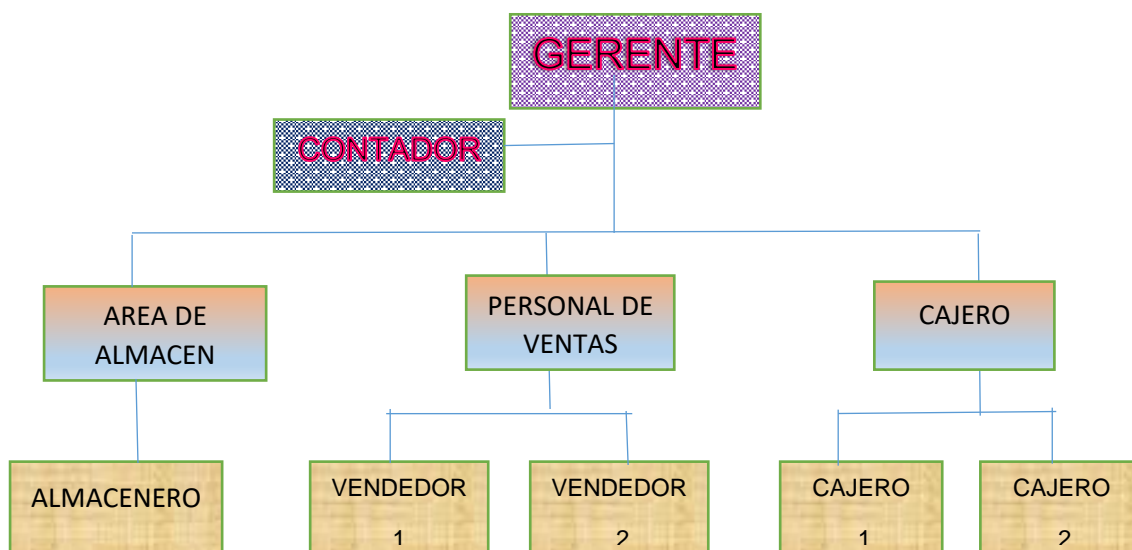 GERENTE
CONTADOR
AREA DE
ALMACEN
PERSONAL DE
VENTAS
CAJERO
ALMACENERO
VENDEDOR
1
VENDEDOR
2
CAJERO
1
CAJERO
2